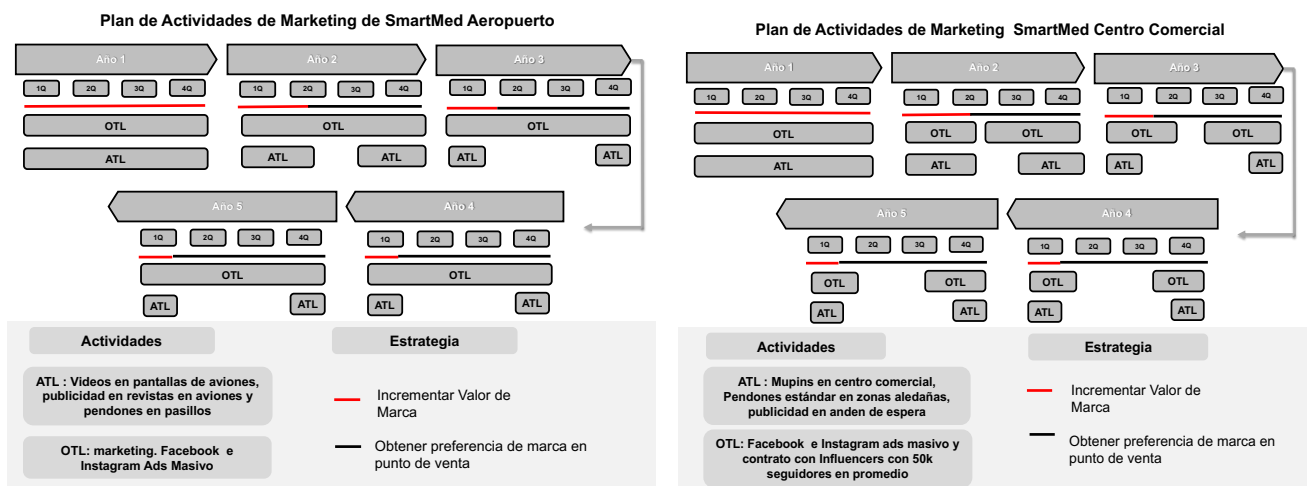 Plan de Actividades de Marketing de SmartMed Aeropuerto
Año 1 Año 2 Año 3
1Q 2Q 3Q 4Q 1Q 2Q 3Q 4Q 1Q 2Q 3Q 4Q
OTL OTL OTL
ATL ATL ATL ATL ATL
Año 5 Año 4
1Q 2Q 3Q 4Q 1Q 2Q 3Q 4Q
OTL OTL
ATL ATL ATL ATL
Actividades
ATL : Videos en pantallas de aviones,
publicidad en revistas en aviones y
pendones en pasillos
OTL: marketing. Facebook e
Instagram Ads Masivo
Estrategia
Incrementar Valor de
Marca
Obtener preferencia de marca en
punto de venta
Plan de Actividades de Marketing SmartMed Centro Comercial
Año 1 Año 2 Año 3
1Q 2Q 3Q 4Q 1Q 2Q 3Q 4Q 1Q 2Q 3Q 4Q
OTL OTL OTL OTL OTL
ATL ATL ATL ATL ATL
Año 5 Año 4
1Q 2Q 3Q 4Q 1Q 2Q 3Q 4Q
OTL OTL OTL OTL
ATL ATL ATL ATL
Actividades
ATL : Mupins en centro comercial,
Pendones estándar en zonas aledañas,
publicidad en anden de espera
OTL: Facebook e Instagram ads masivo y
contrato con Influencers con 50k
seguidores en promedio
Estrategia
Incrementar Valor de
Marca
Obtener preferencia de marca en
punto de venta